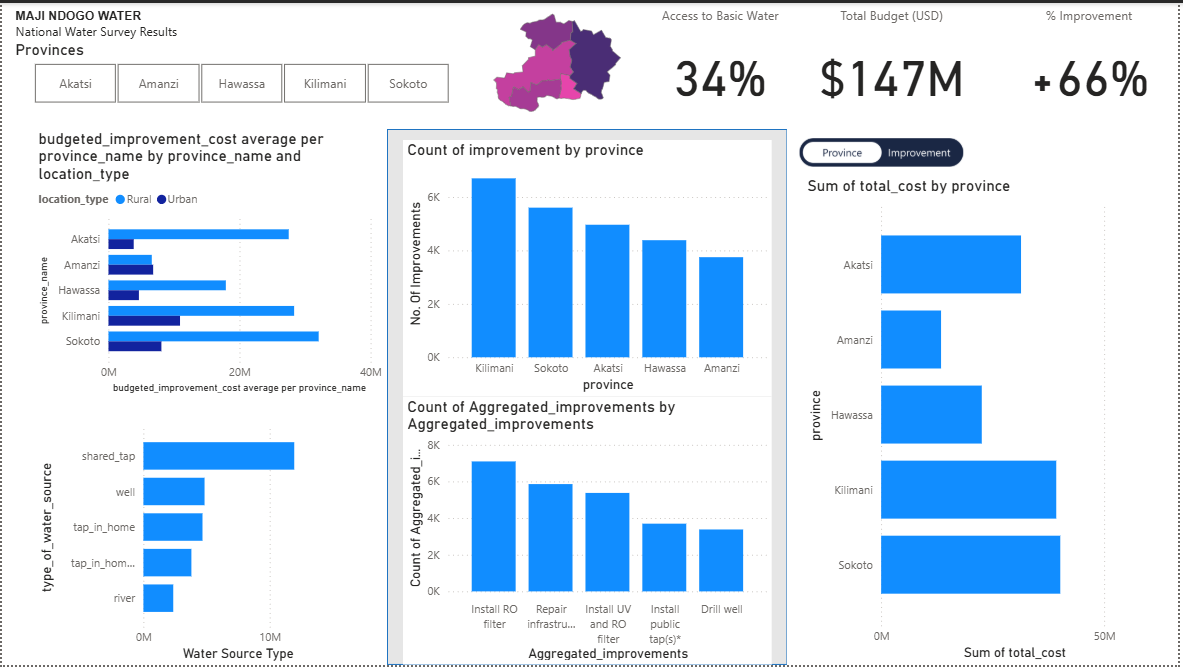 MAJI NDOGO WATER
National Water Survey Results
Provinces
Akatsi
Amanzi
Hawassa
Kilimani
Sokoto
Access to Basic Water
34%
Total Budget (USD)
$147M
% Improvement
+66%
budgeted_improvement_cost average per
province_name by province_name and
location_type
location_type Rural Urban
province_name
Akatsi
Amanzi
Hawassa
Kilimani
Sokoto
0M 20M 40M
budgeted_improvement_cost average per province_name
type_of_water_source
shared_tap
well
tap_in_home
tap_in_hom...
river
0M 10M
Water Source Type
Count of improvement by province
No. Of Improvements
6K
4K
2K
0K
Kilimani Sokoto Akatsi Hawassa Amanzi
province
Count of Aggregated_improvements by
Aggregated_improvements
Count of Aggregated_i...
8K
6K
4K
2K
0K
Install RO
filter
Repair
infrastru...
Install UV
and RO
filter
Install
public
tap(s)*
Drill well
Aggregated_improvements
Province Improvement
Sum of total_cost by province
province
Akatsi
Amanzi
Hawassa
Kilimani
Sokoto
0M 50M
Sum of total_cost